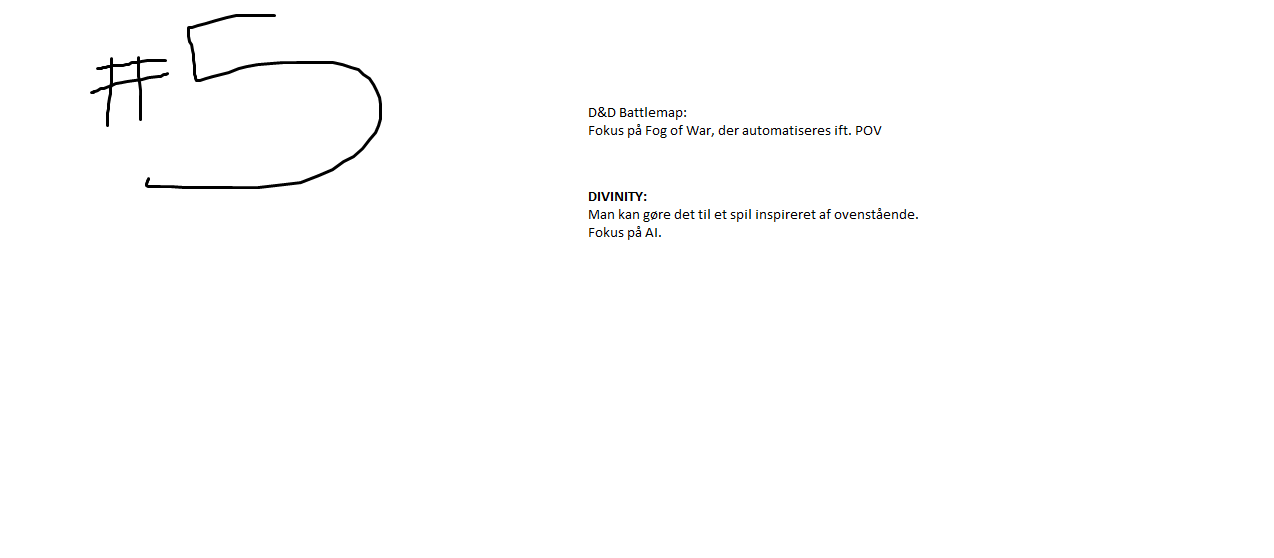 #5
D&D Battlemap:
Fokus på Fog of War, der automatiseres ift. POV
DIVINITY:
Man kan gøre det til et spil inspireret af ovenstående.
Fokus på AI.